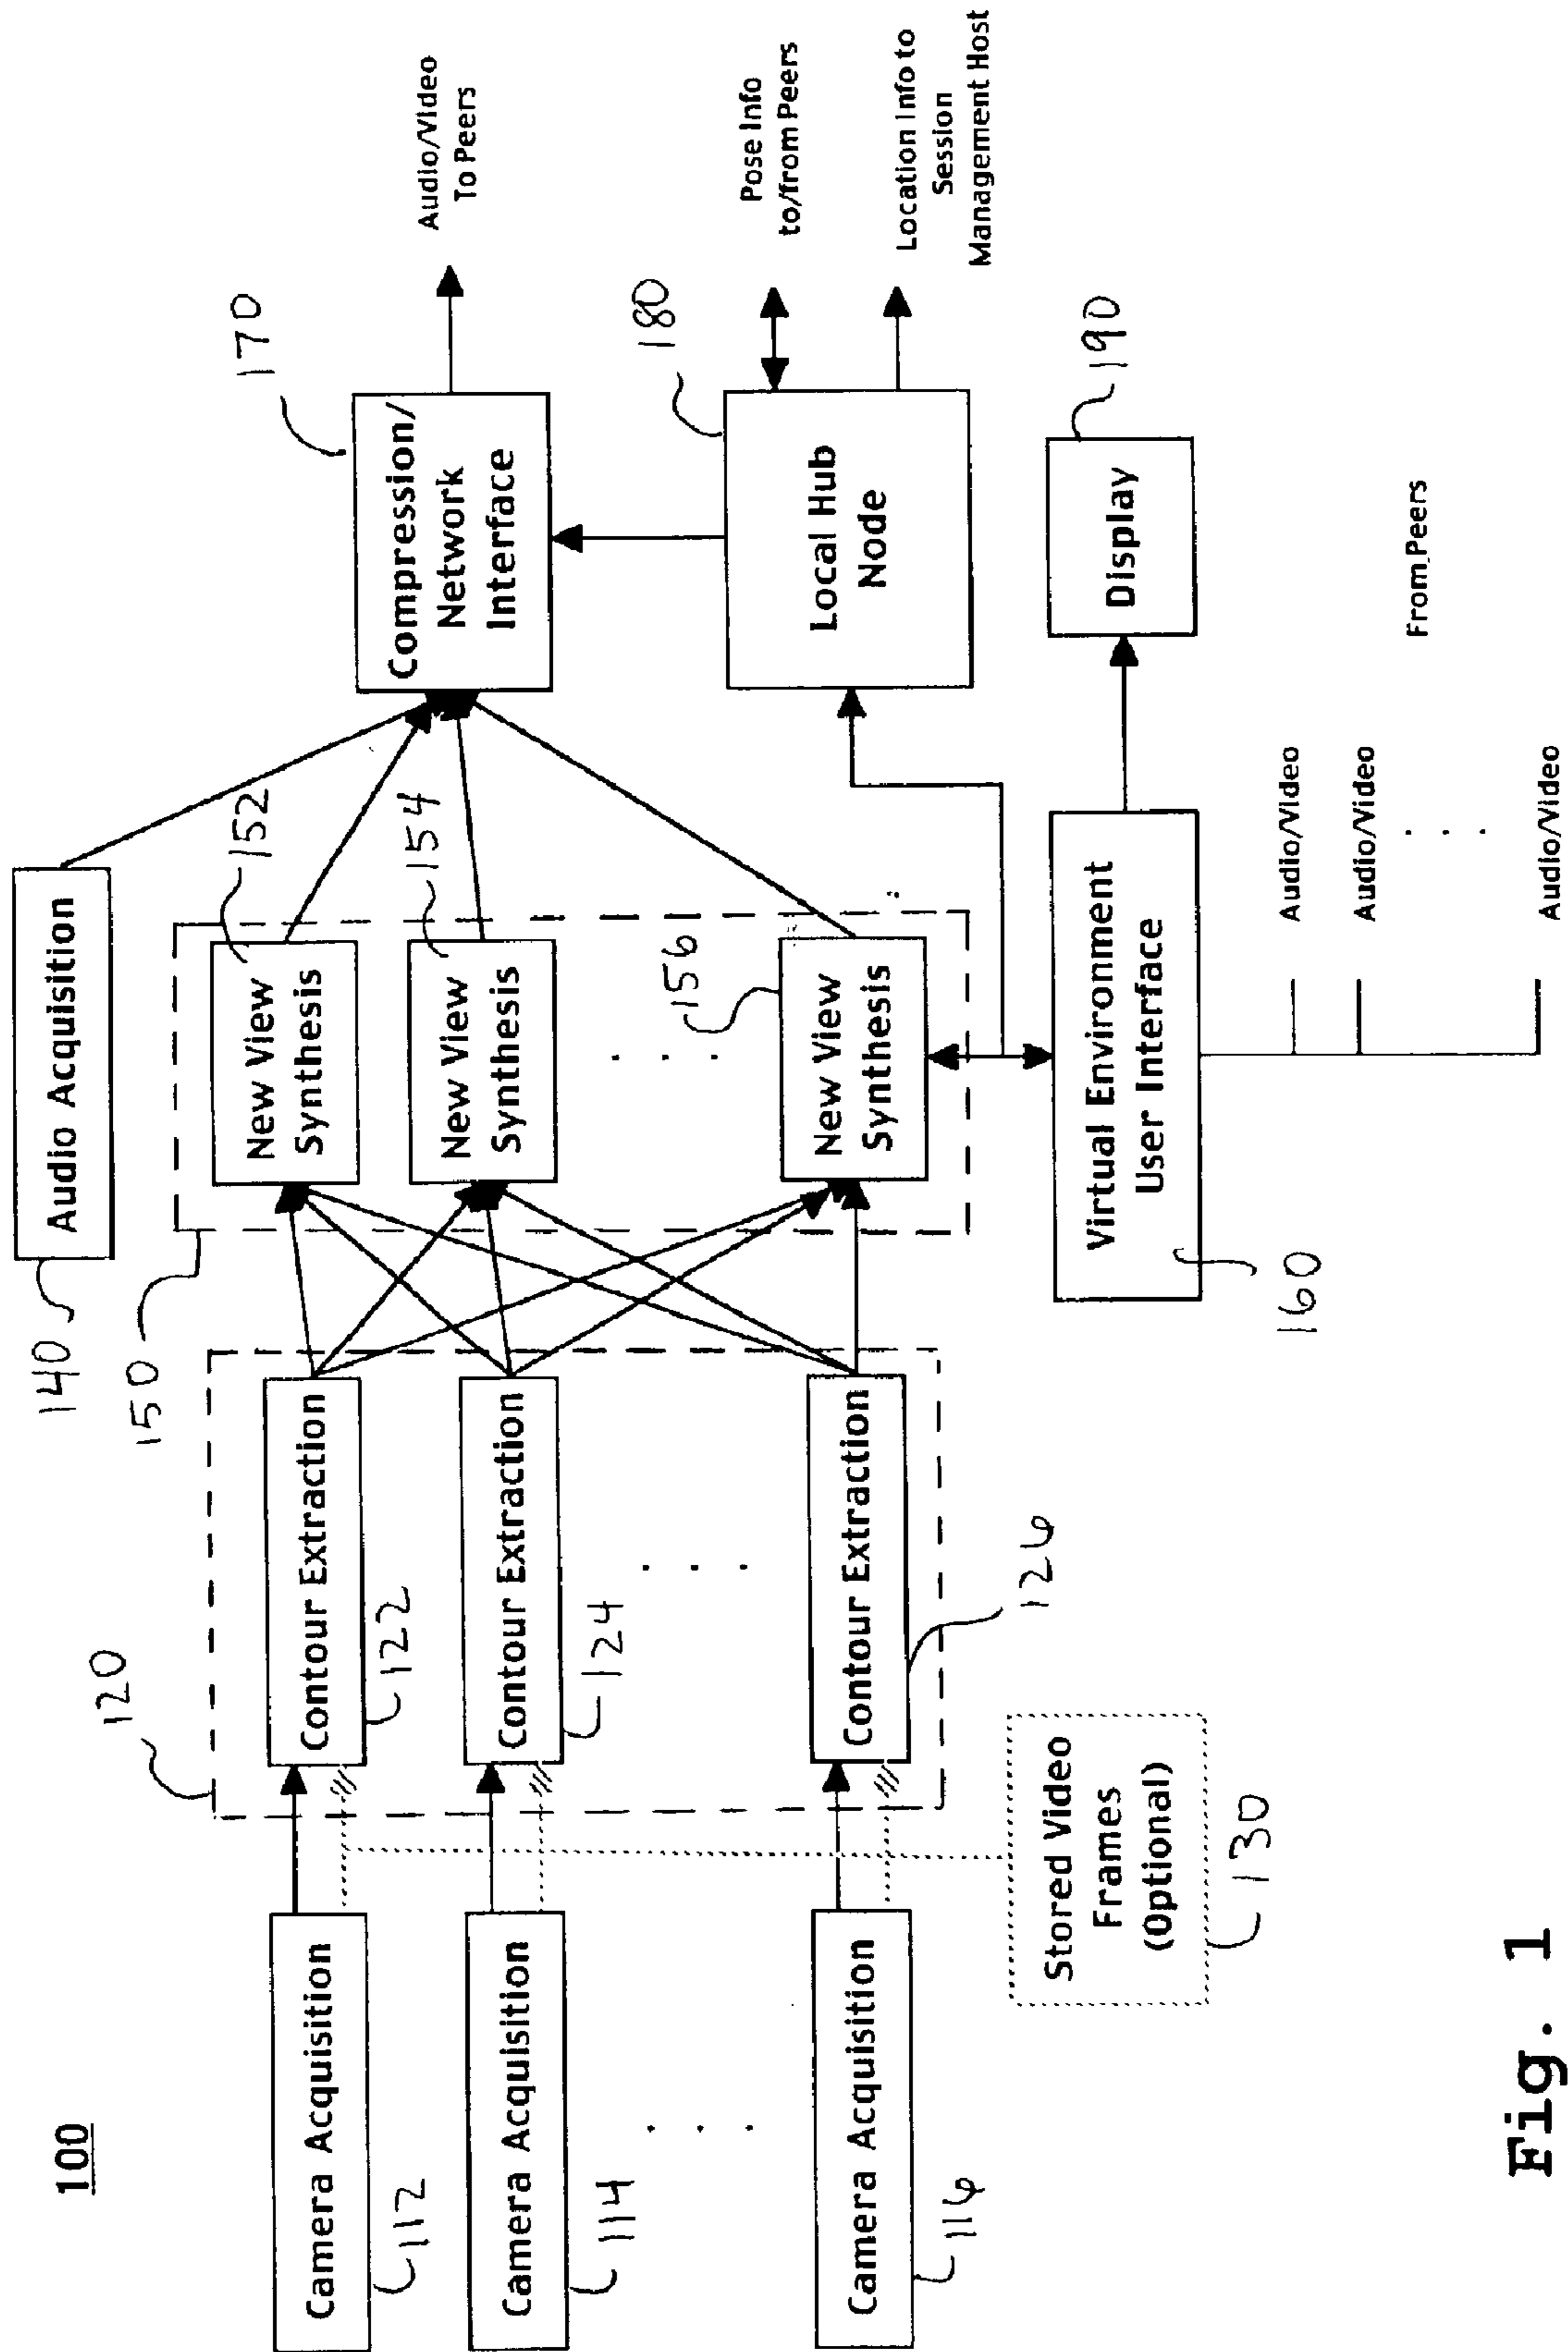 100
Audio Acquisition
140
150
120
Camera Acquisition
112
Camera Acquisition
114
. . .
Camera Acquisition
116
Contour Extraction
122
Contour Extraction
124
. . .
Contour Extraction
126
Stored Video
Frames
(Optional)
130
New View
Synthesis
152
New View
Synthesis
154
. . .
New View
Synthesis
156
Compression/
Network
Interface
170
Audio/Video
To Peers
Local Hub
Node
180
Pose Info
to/from Peers
Location Info to
Session
Management Host
Virtual Environment
User Interface
160
Display
190
Audio/Video
Audio/Video
. . .
Audio/Video
From Peers
Fig. 1